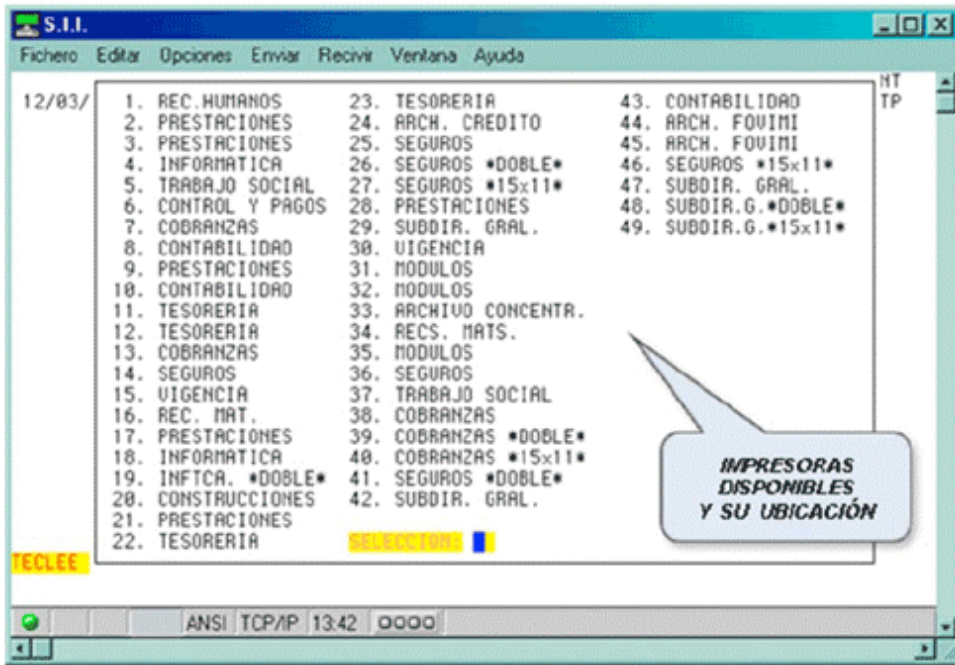 S.I.I.
Fichero Editar Opciones Enviar Recivir Ventana Ayuda
NT
12/03/ 1. REC.HUMANOS 23. TESORERIA 43. CONTABILIDAD TP
2. PRESTACIONES 24. ARCH. CREDITO 44. ARCH. FOVIMI
3. PRESTACIONES 25. SEGUROS 45. ARCH. FOVIMI
4. INFORMATICA 26. SEGUROS *DOBLE* 46. SEGUROS *15x11*
5. TRABAJO SOCIAL 27. SEGUROS *15x11* 47. SUBDIR. GRAL.
6. CONTROL Y PAGOS 28. PRESTACIONES 48. SUBDIR.G.*DOBLE*
7. COBRANZAS 29. SUBDIR. GRAL. 49. SUBDIR.G.*15x11*
8. CONTABILIDAD 30. VIGENCIA
9. PRESTACIONES 31. MODULOS
10. CONTABILIDAD 32. MODULOS
11. TESORERIA 33. ARCHIVO CONCENTR.
12. TESORERIA 34. RECS. MATS.
13. COBRANZAS 35. MODULOS
14. SEGUROS 36. SEGUROS
15. VIGENCIA 37. TRABAJO SOCIAL
16. REC. MAT. 38. COBRANZAS
17. PRESTACIONES 39. COBRANZAS *DOBLE*
18. INFORMATICA 40. COBRANZAS *15x11*
19. INFTCA. *DOBLE* 41. SEGUROS *DOBLE*
20. CONSTRUCCIONES 42. SUBDIR. GRAL.
21. PRESTACIONES
22. TESORERIA SELECCION:
TECLEE
IMPRESORAS
DISPONIBLES
Y SU UBICACIÓN
ANSI TCP/IP 13:42